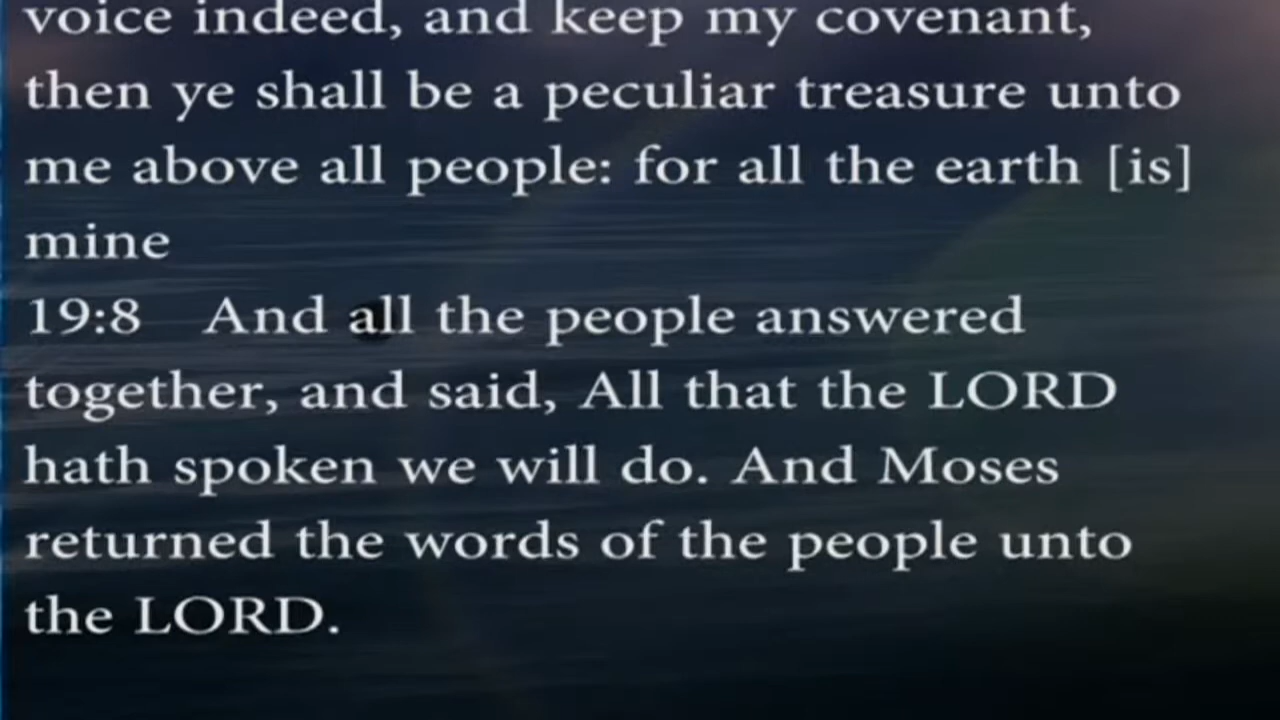 voice indeed, and keep my covenant,
then ye shall be a peculiar treasure unto
me above all people: for all the earth [is]
mine
19:8 And all the people answered
together, and said, All that the LORD
hath spoken we will do. And Moses
returned the words of the people unto
the LORD.